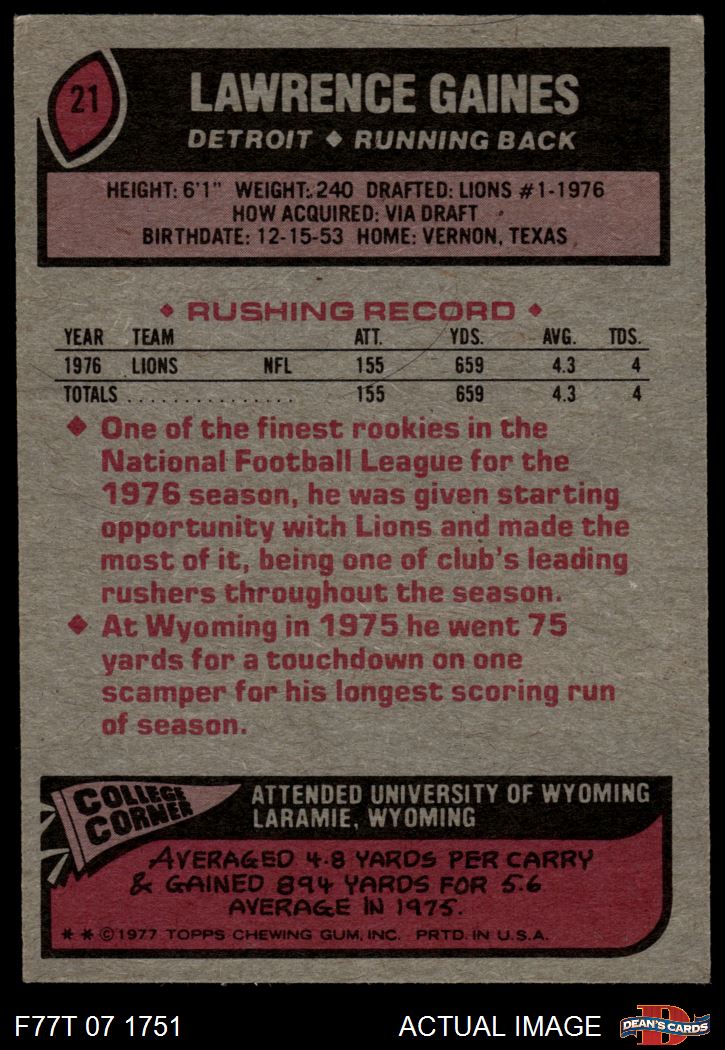 21
LAWRENCE GAINES
DETROIT ◆ RUNNING BACK
HEIGHT: 6'1" WEIGHT: 240 DRAFTED: LIONS #1-1976
HOW ACQUIRED: VIA DRAFT
BIRTHDATE: 12-15-53 HOME: VERNON, TEXAS
◆ RUSHING RECORD ◆
YEAR TEAM ATT. YDS. AVG. TDS.
1976 LIONS NFL 155 659 4.3 4
TOTALS . . . . . . . . . . . . . . . 155 659 4.3 4
◆ One of the finest rookies in the
National Football League for the
1976 season, he was given starting
opportunity with Lions and made the
most of it, being one of club's leading
rushers throughout the season.
◆ At Wyoming in 1975 he went 75
yards for a touchdown on one
scamper for his longest scoring run
of season.
COLLEGE
CORNER
ATTENDED UNIVERSITY OF WYOMING
LARAMIE, WYOMING
AVERAGED 4.8 YARDS PER CARRY
& GAINED 894 YARDS FOR 5.6
AVERAGE IN 1975.
* * © 1977 TOPPS CHEWING GUM, INC. PRTD. IN U.S.A.
F77T 07 1751 ACTUAL IMAGE
D
DEAN'S CARDS